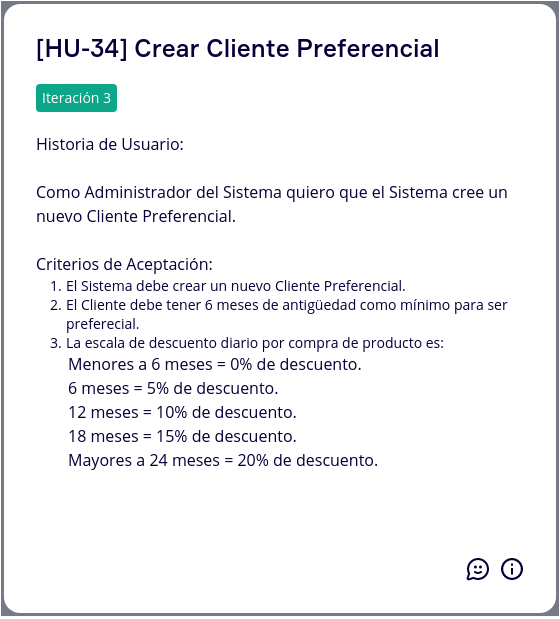 [HU-34] Crear Cliente Preferencial
Iteración 3
Historia de Usuario:
Como Administrador del Sistema quiero que el Sistema cree un
nuevo Cliente Preferencial.
Criterios de Aceptación:
1. El Sistema debe crear un nuevo Cliente Preferencial.
2. El Cliente debe tener 6 meses de antigüedad como mínimo para ser
preferecial.
3. La escala de descuento diario por compra de producto es:
Menores a 6 meses = 0% de descuento.
6 meses = 5% de descuento.
12 meses = 10% de descuento.
18 meses = 15% de descuento.
Mayores a 24 meses = 20% de descuento.